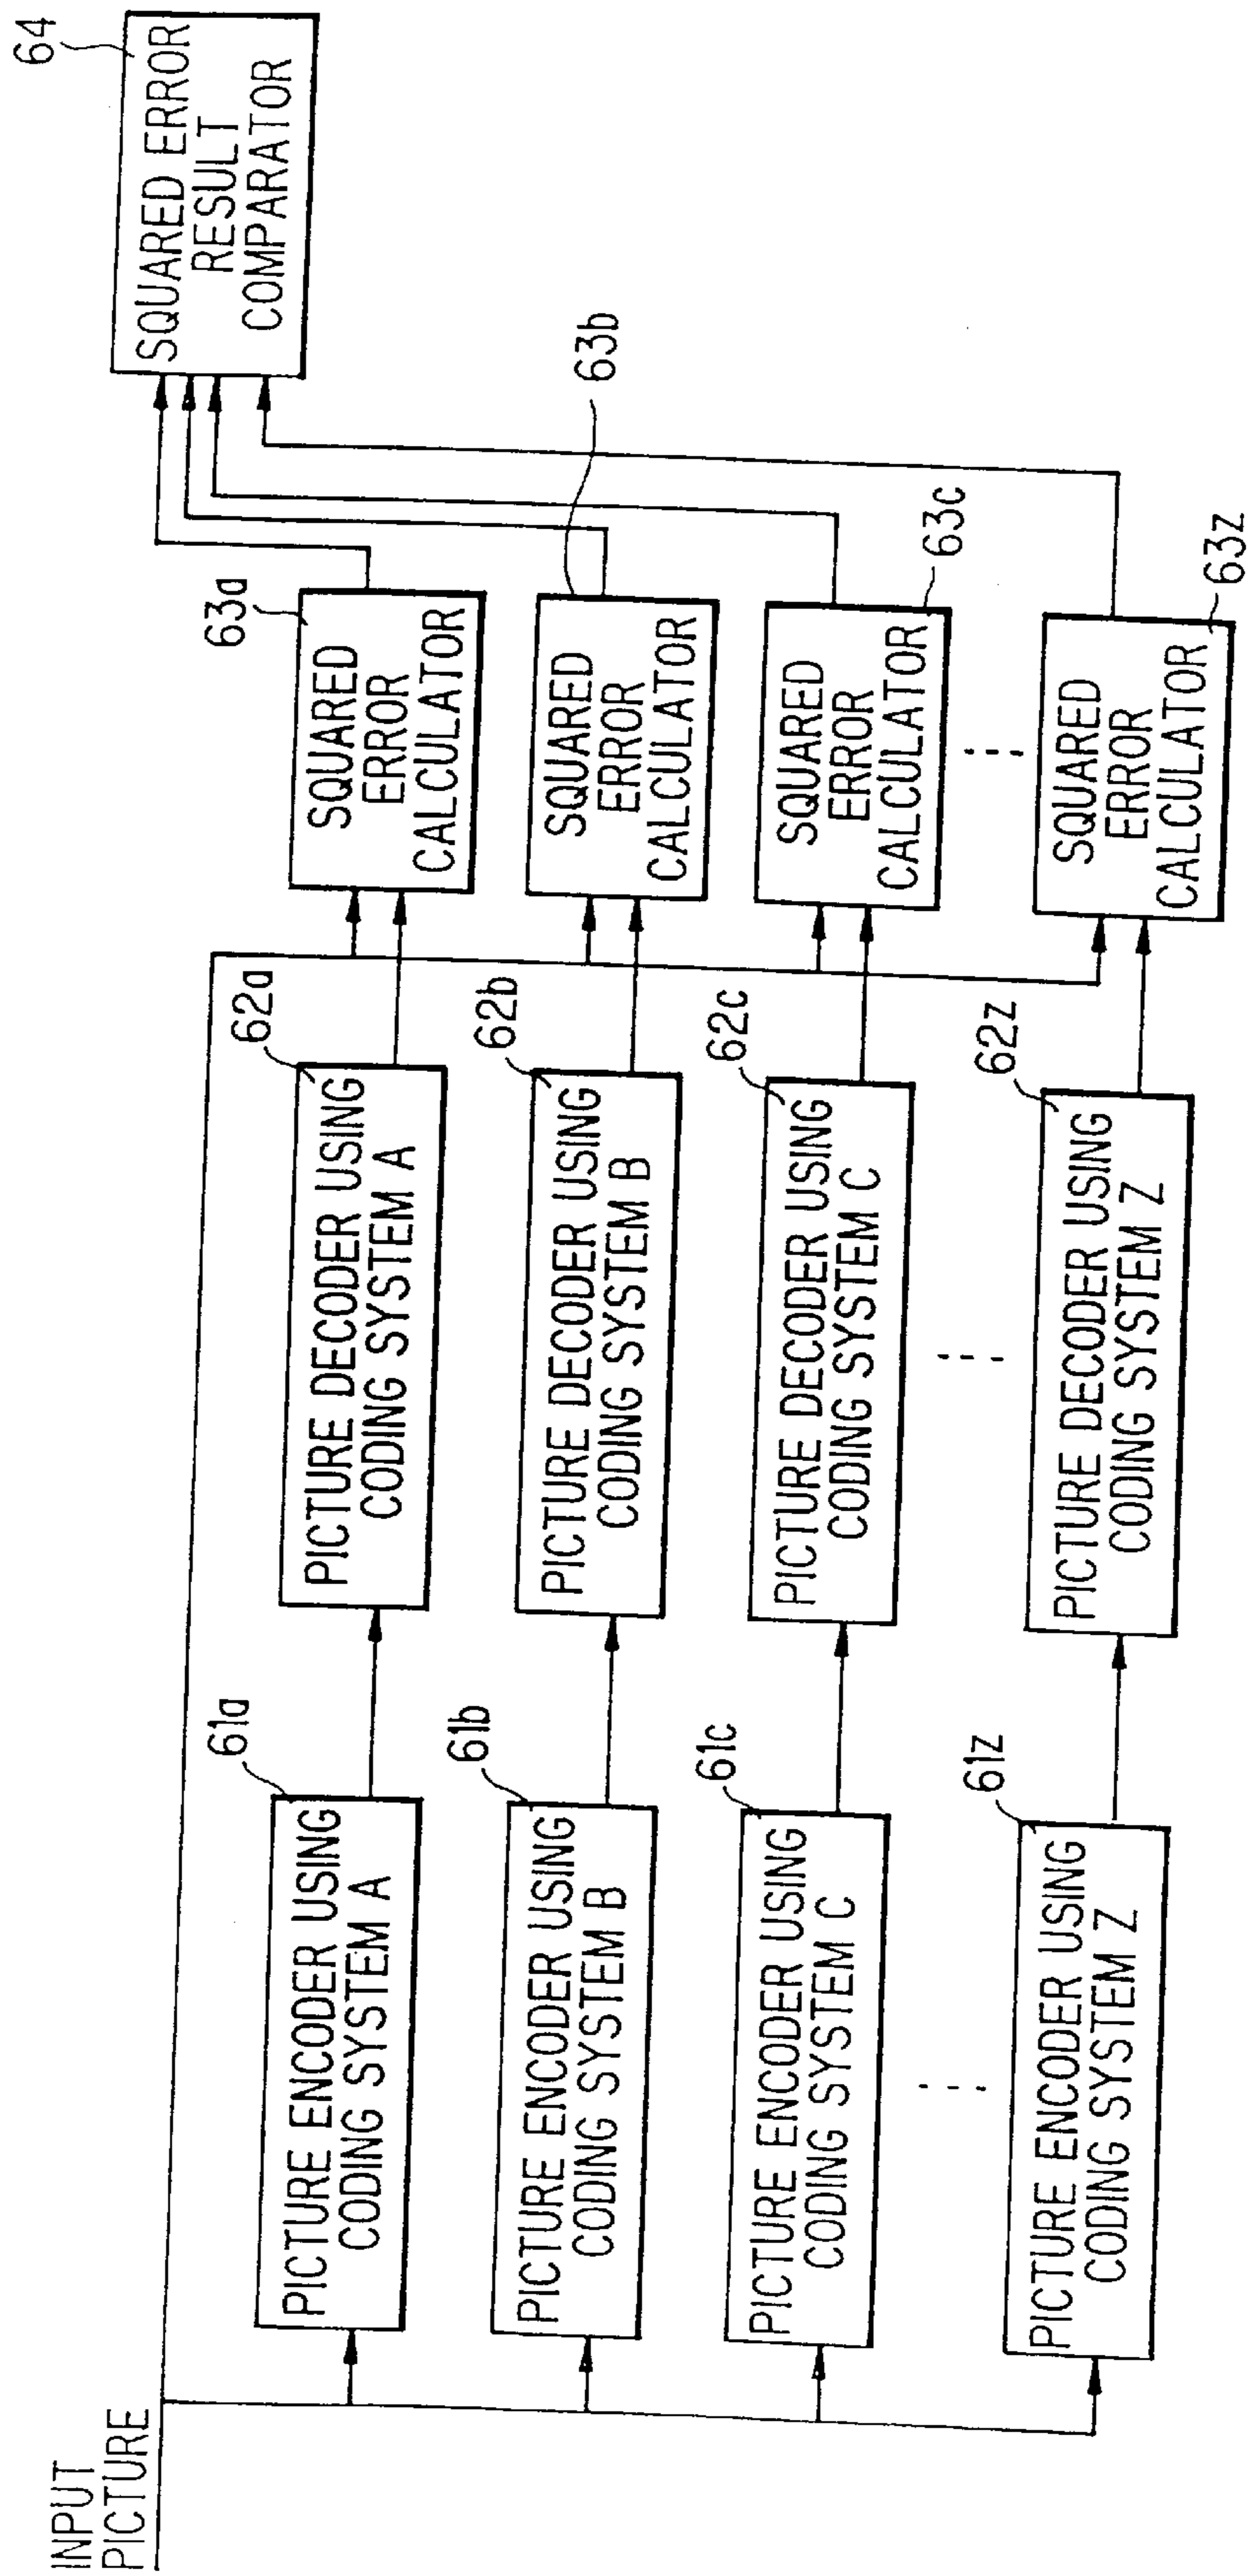 INPUT
PICTURE
61a
PICTURE ENCODER USING
CODING SYSTEM A
62a
PICTURE DECODER USING
CODING SYSTEM A
63a
SQUARED
ERROR
CALCULATOR
64
SQUARED ERROR
RESULT
COMPARATOR
61b
PICTURE ENCODER USING
CODING SYSTEM B
62b
PICTURE DECODER USING
CODING SYSTEM B
63b
SQUARED
ERROR
CALCULATOR
61c
PICTURE ENCODER USING
CODING SYSTEM C
62c
PICTURE DECODER USING
CODING SYSTEM C
63c
SQUARED
ERROR
CALCULATOR
61z
PICTURE ENCODER USING
CODING SYSTEM Z
62z
PICTURE DECODER USING
CODING SYSTEM Z
63z
SQUARED
ERROR
CALCULATOR